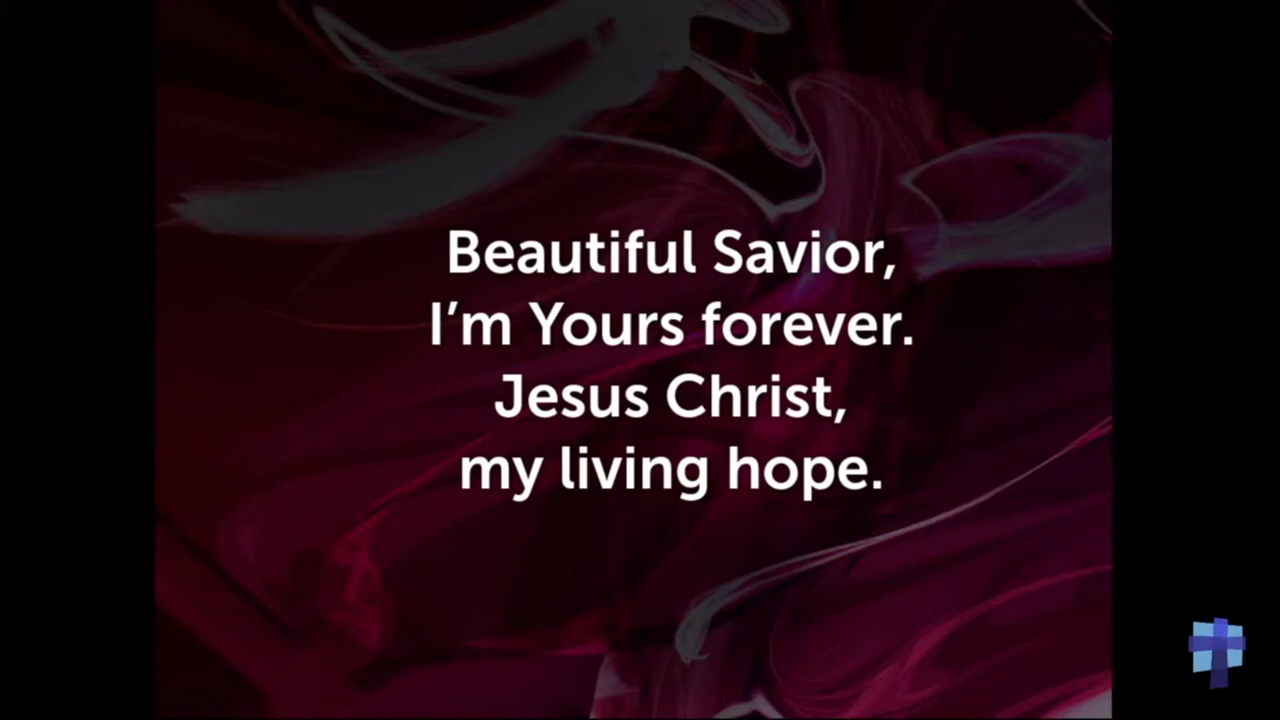 Beautiful Savior,
I’m Yours forever.
Jesus Christ,
my living hope.